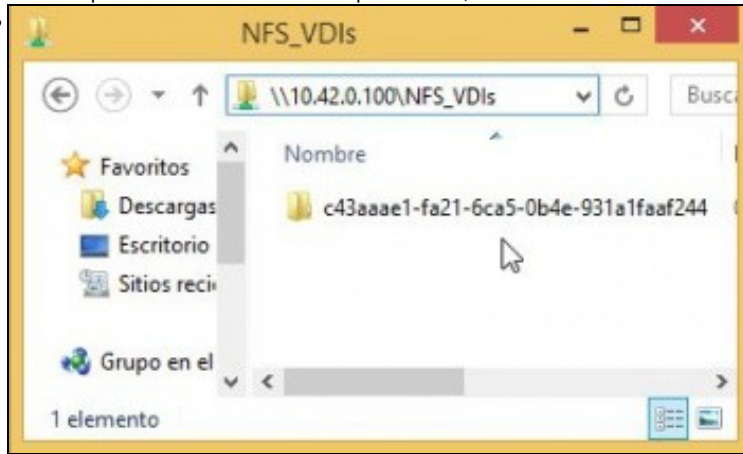 NFS_VDIs
\\10.42.0.100\NFS_VDIs
Busca
Favoritos
Descargas
Escritorio
Sitios reci
Grupo en el
Nombre
c43aaae1-fa21-6ca5-0b4e-931a1faaf244
1 elemento